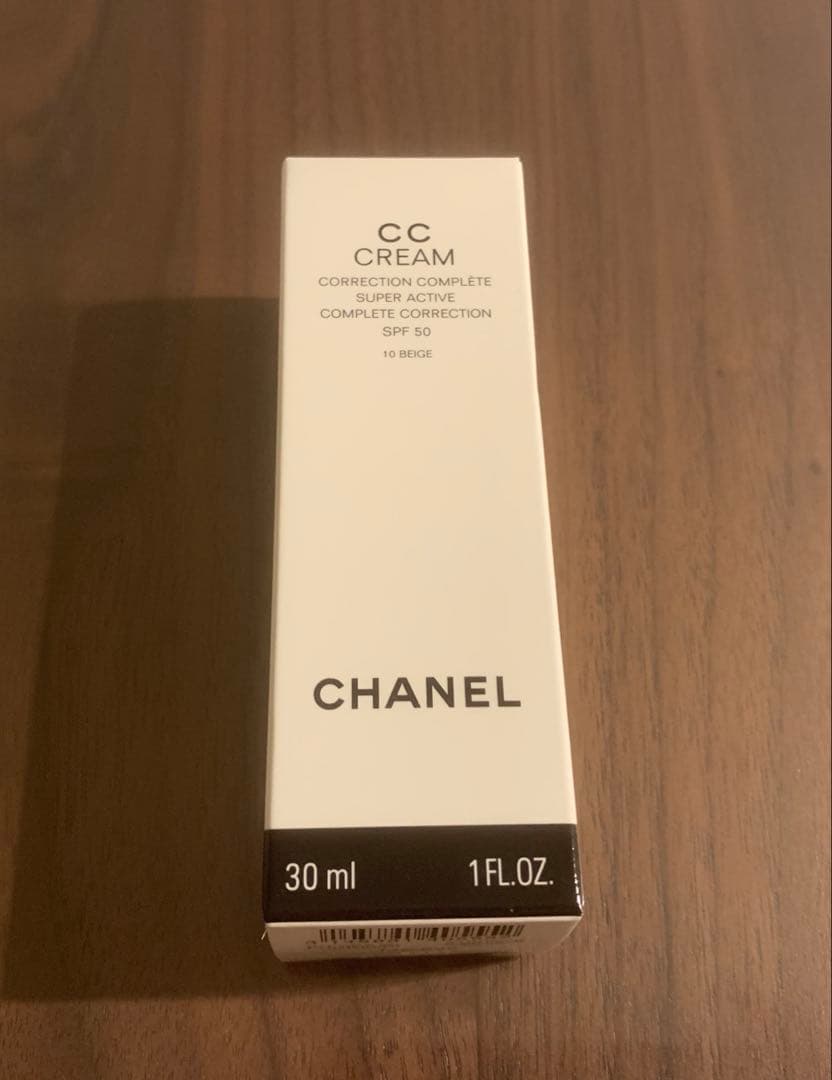 CC
CREAM
CORRECTION COMPLÈTE
SUPER ACTIVE
COMPLETE CORRECTION
SPF 50
10 BEIGE
CHANEL
30 ml 1 FL.OZ.